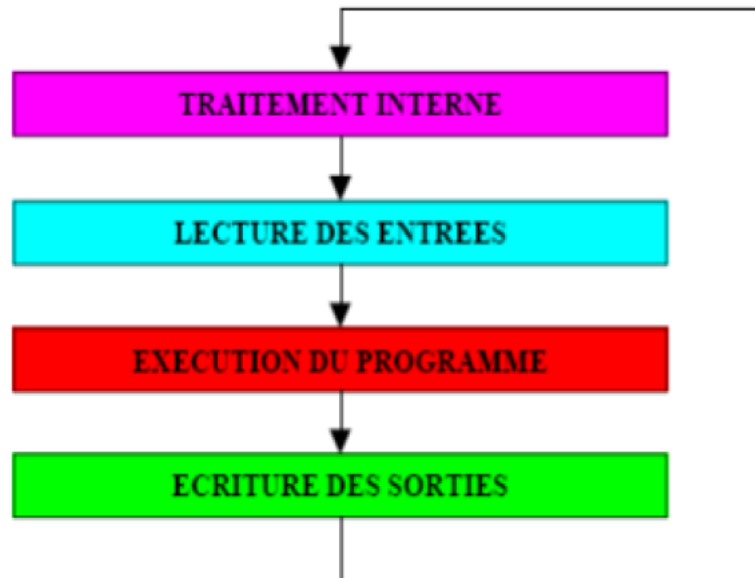 TRAITEMENT INTERNE
LECTURE DES ENTREES
EXECUTION DU PROGRAMME
ECRITURE DES SORTIES